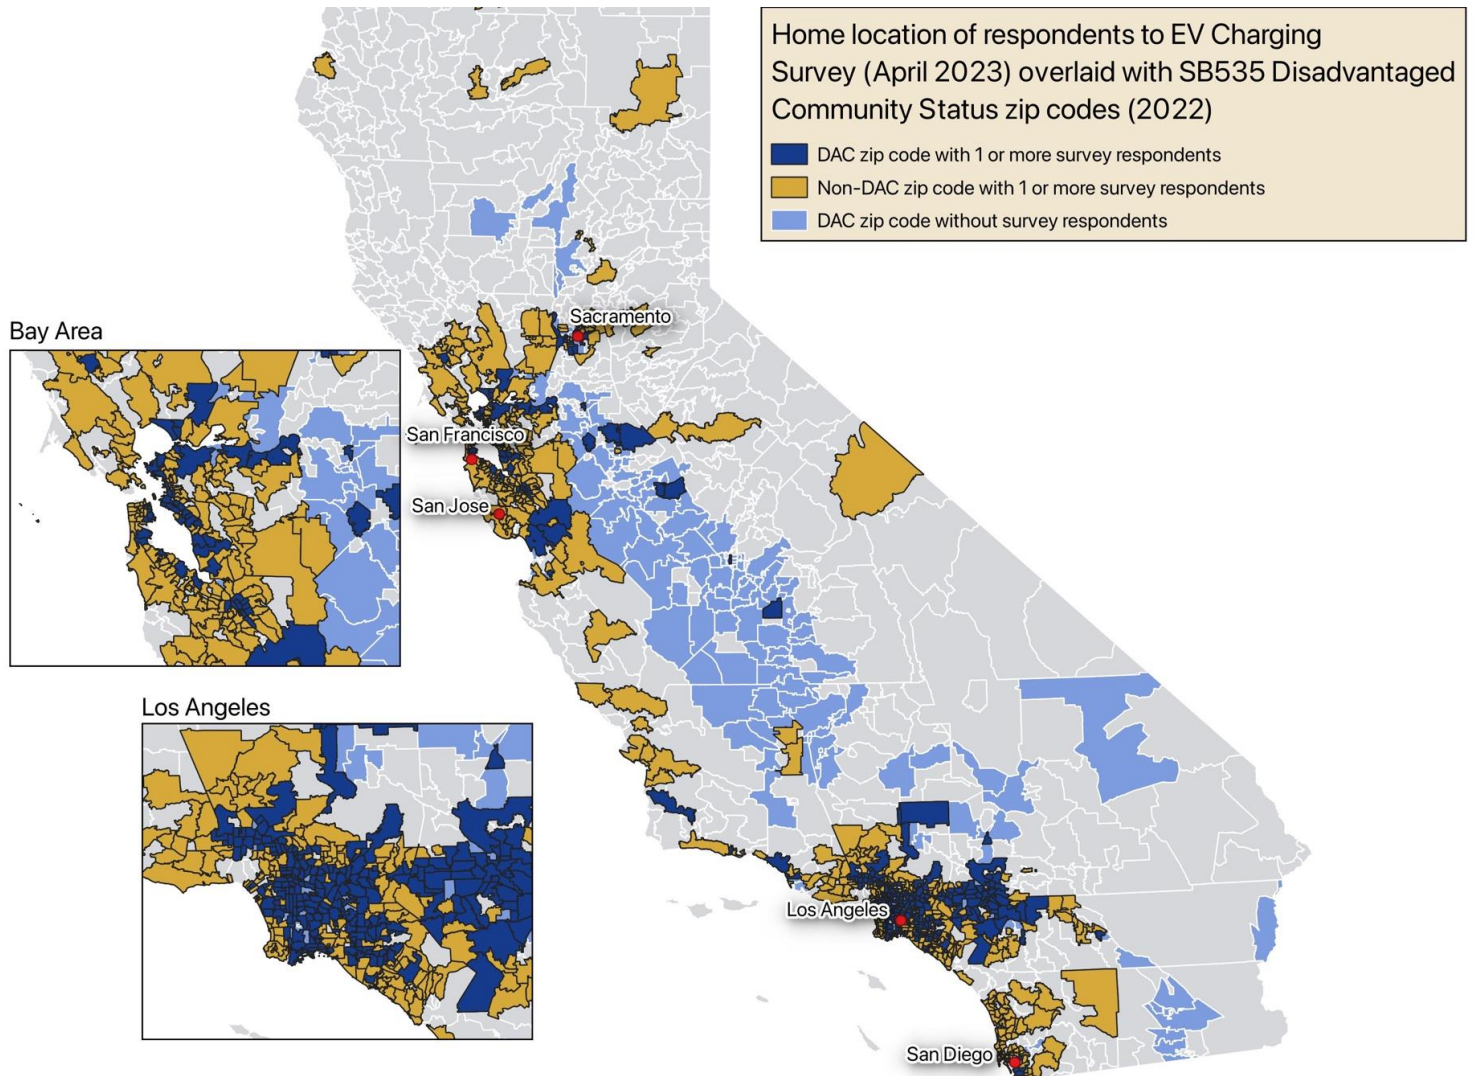 Home location of respondents to EV Charging
Survey (April 2023) overlaid with SB535 Disadvantaged
Community Status zip codes (2022)
DAC zip code with 1 or more survey respondents
Non-DAC zip code with 1 or more survey respondents
DAC zip code without survey respondents
Sacramento
Bay Area
San Francisco
San Jose
Los Angeles
Los Angeles
San Diego